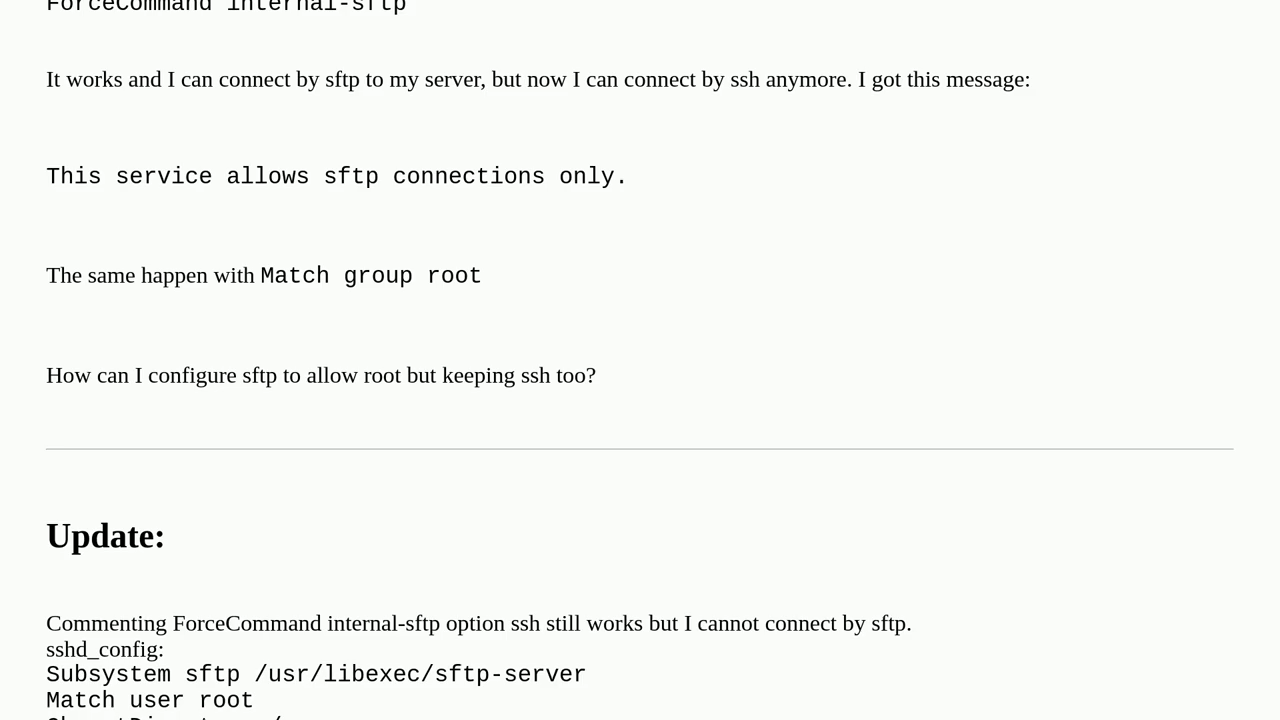 ForceCommand internal-sftp
It works and I can connect by sftp to my server, but now I can connect by ssh anymore. I got this message:
This service allows sftp connections only.
The same happen with Match group root
How can I configure sftp to allow root but keeping ssh too?
Update:
Commenting ForceCommand internal-sftp option ssh still works but I cannot connect by sftp.
sshd_config:
Subsystem sftp /usr/libexec/sftp-server
Match user root
ChrootDirectory /